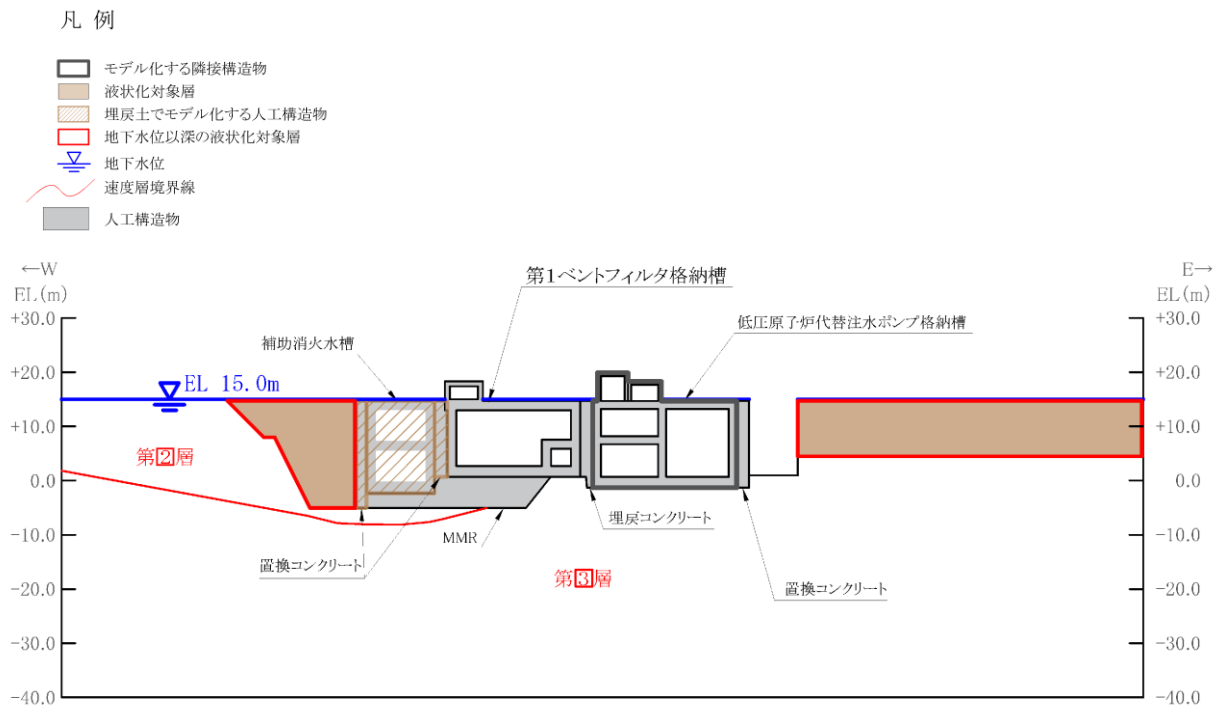 凡 例
モデル化する隣接構造物
液状化対象層
埋戻土でモデル化する人工構造物
地下水位以深の液状化対象層
地下水位
速度層境界線
人工構造物
←W
EL(m)
E→
EL(m)
第1ベントフィルタ格納槽
低圧原子炉代替注水ポンプ格納槽
補助消火水槽
EL 15.0m
+30.0
+20.0
+10.0
0.0
-10.0
-20.0
-30.0
-40.0
第2層
置換コンクリート
MMR
埋戻コンクリート
第3層
置換コンクリート
+30.0
+20.0
+10.0
0.0
-10.0
-20.0
-30.0
-40.0